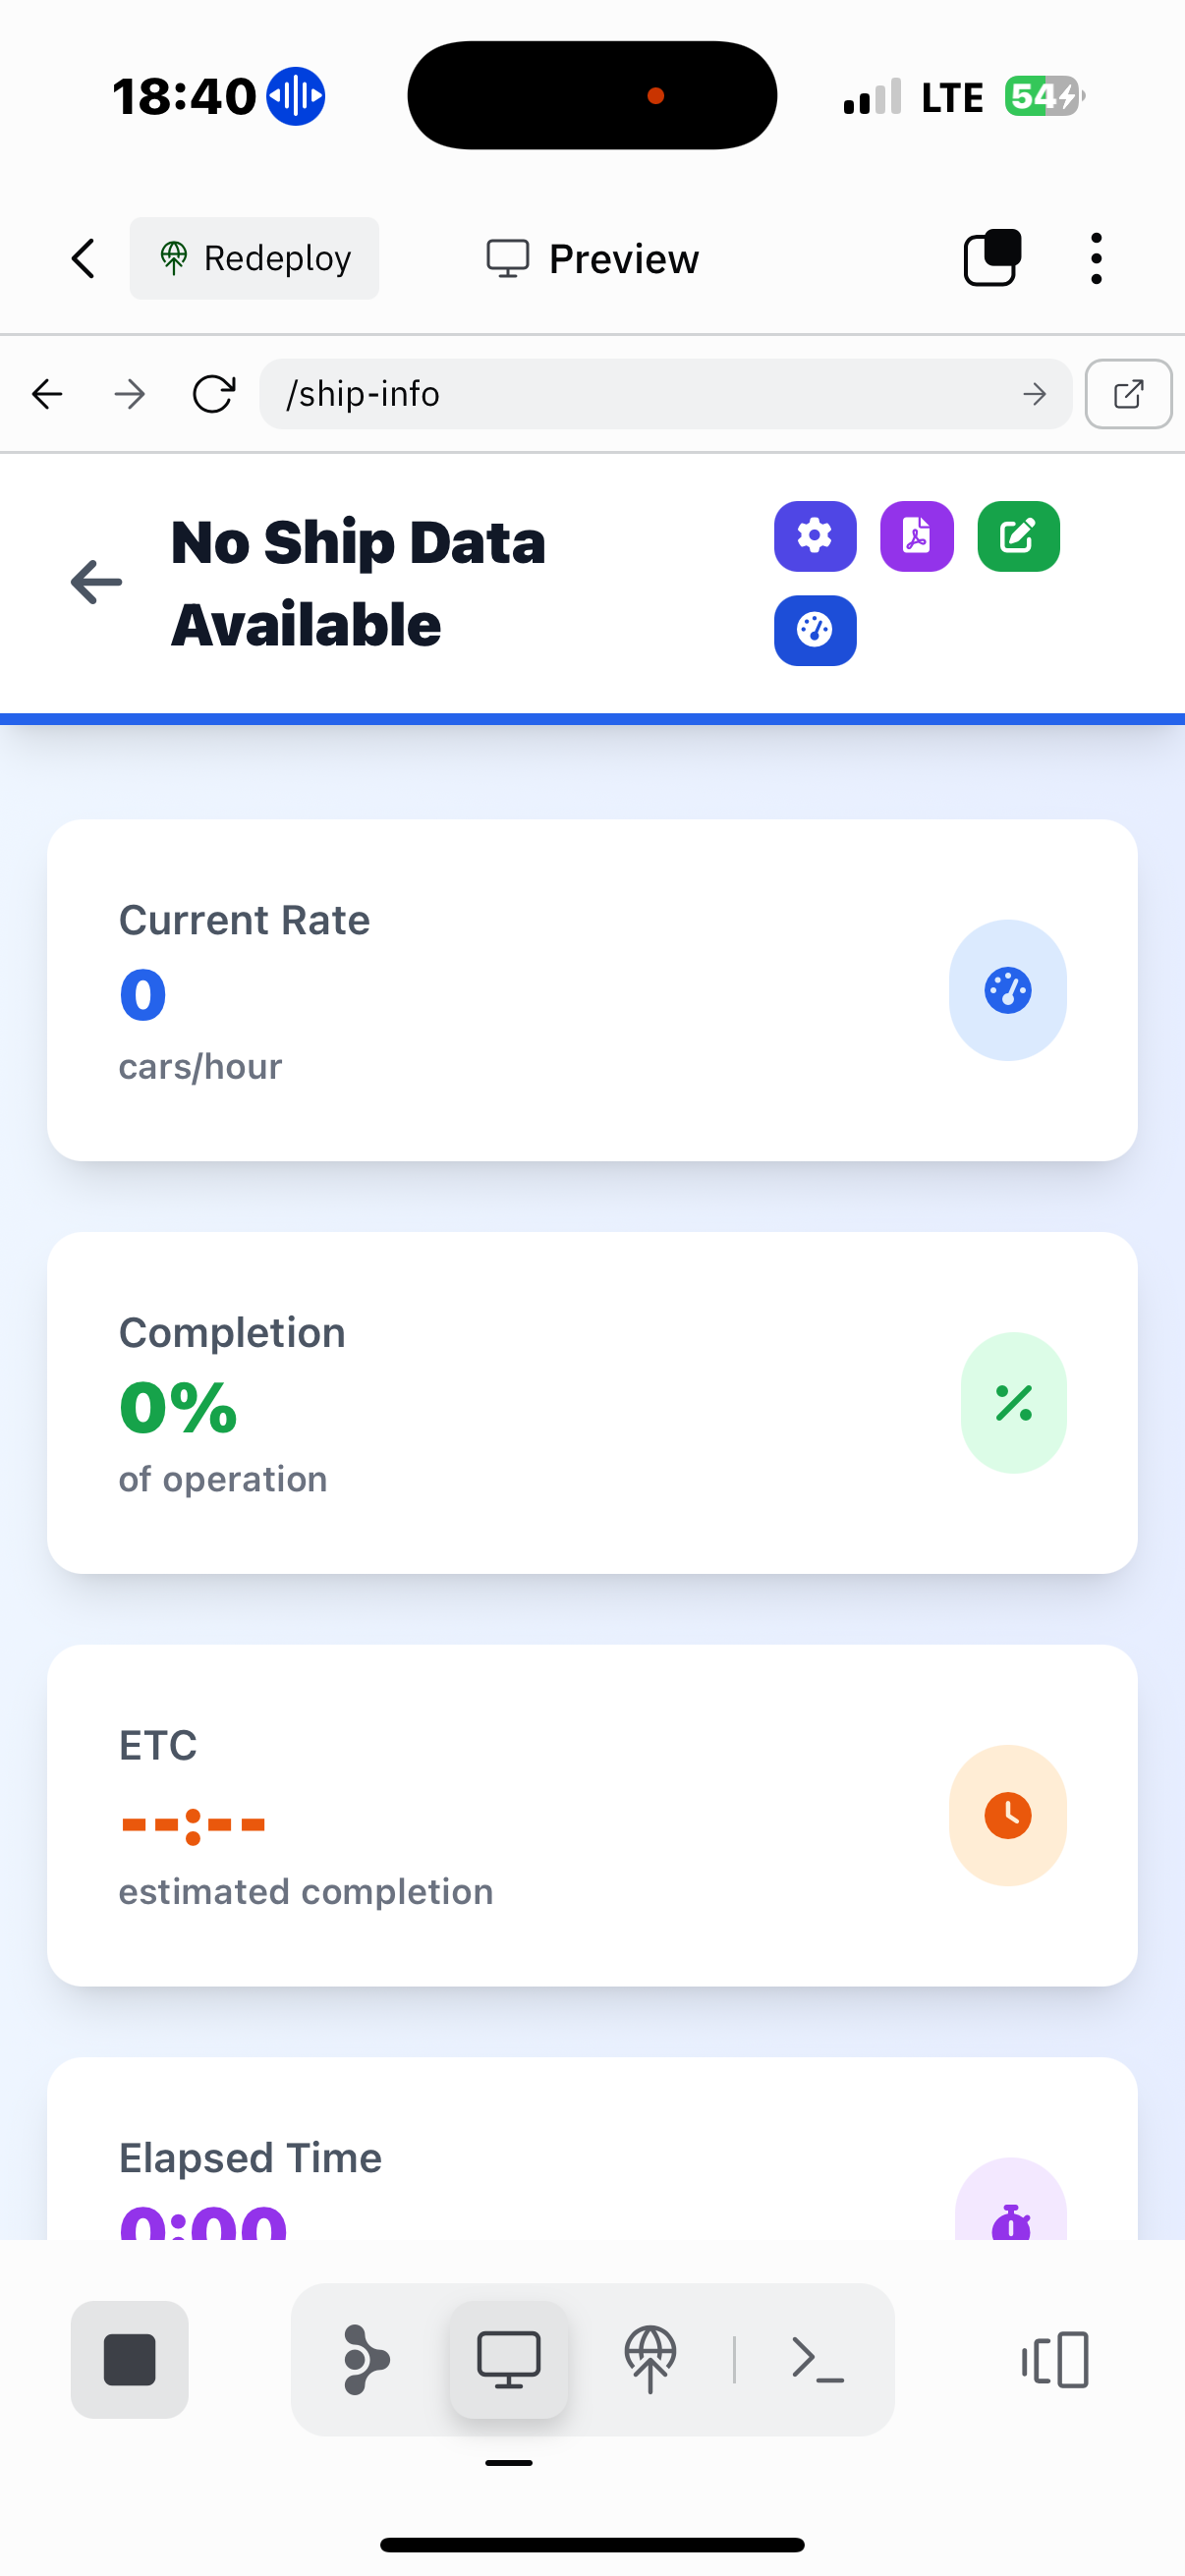 18:40
LTE
54
Redeploy
Preview
/ship-info
No Ship Data
Available
Current Rate
0
cars/hour
Completion
0%
of operation
ETC
--:--
estimated completion
Elapsed Time
0:00